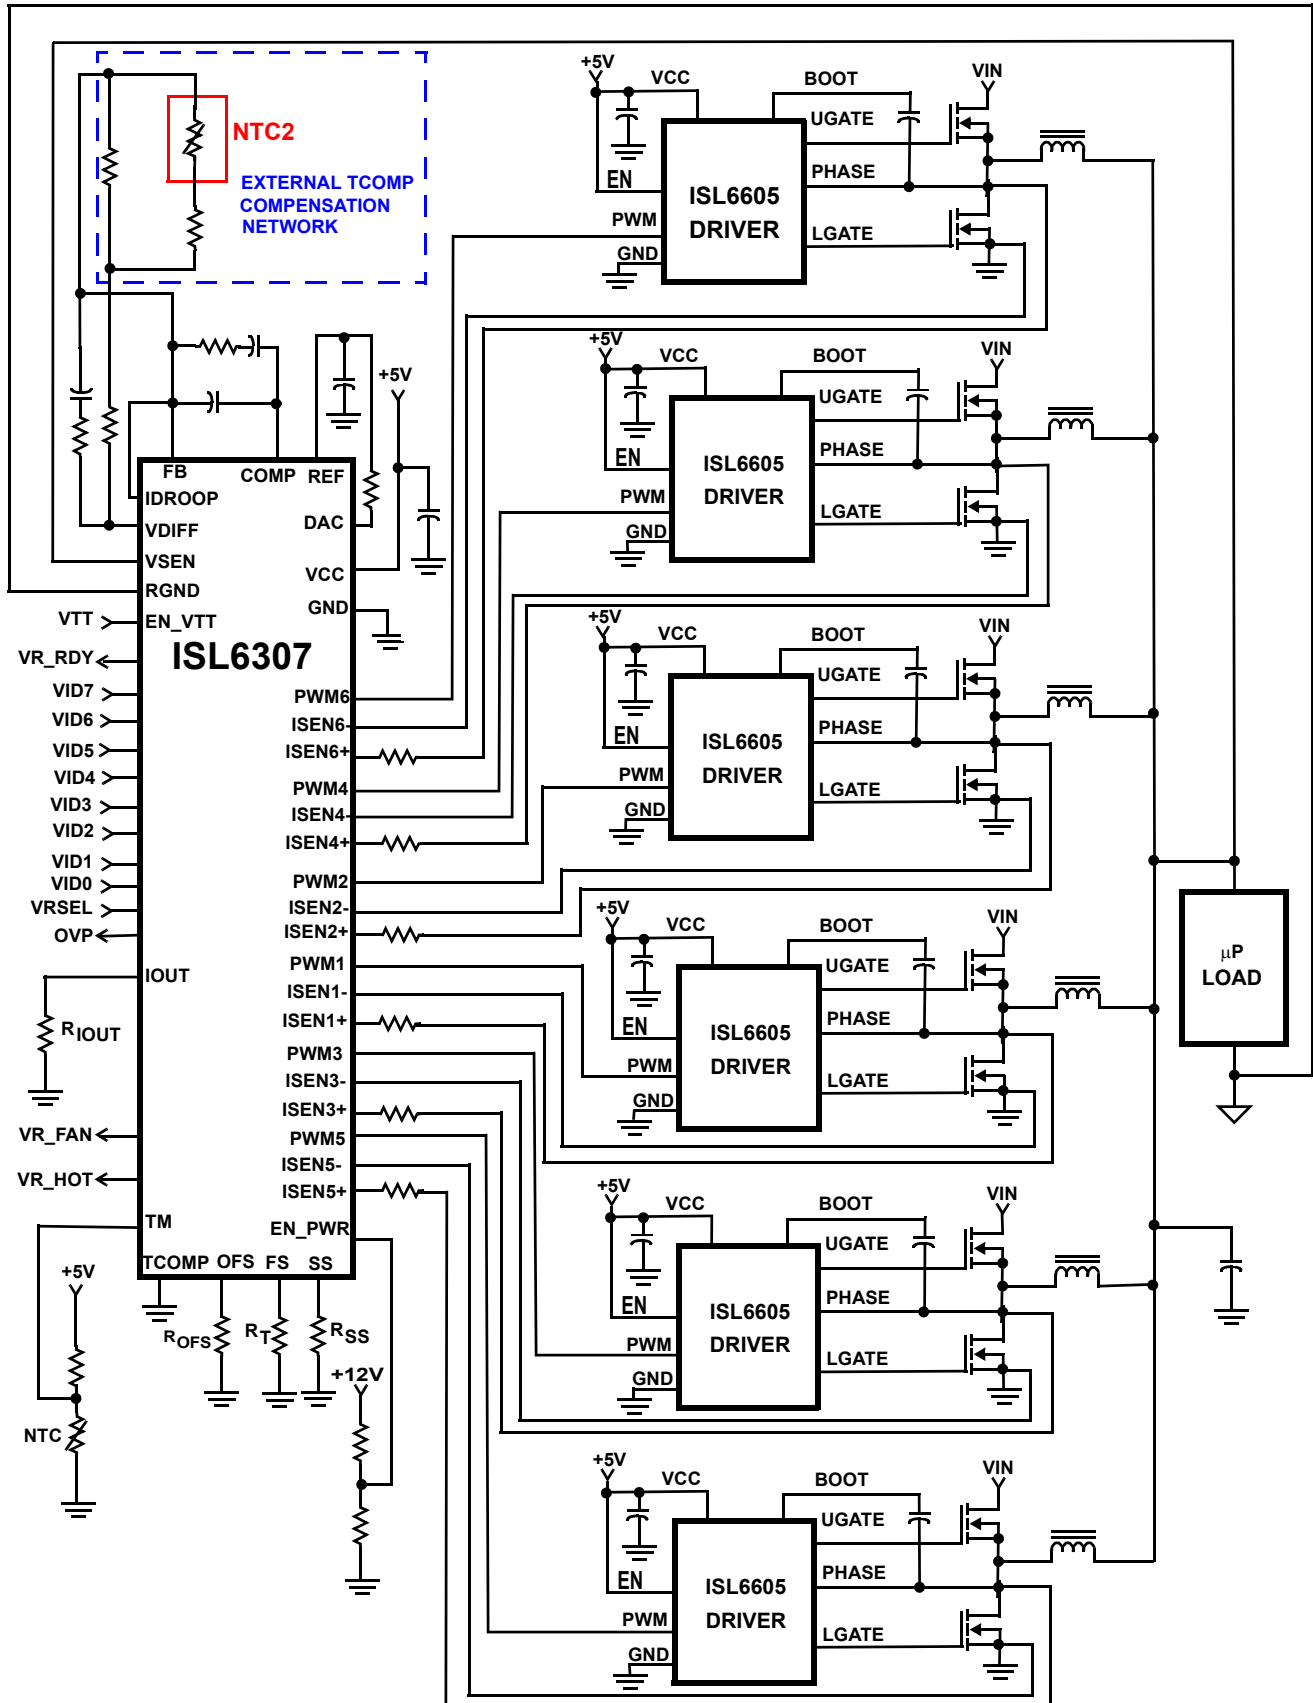 NTC2
EXTERNAL TCOMP
COMPENSATION
NETWORK
+5V
VCC
BOOT
VIN
UGATE
EN
PHASE
ISL6605
DRIVER
PWM
LGATE
GND
+5V
VCC
BOOT
VIN
UGATE
EN
PHASE
ISL6605
DRIVER
PWM
LGATE
GND
+5V
VCC
BOOT
VIN
UGATE
EN
PHASE
ISL6605
DRIVER
PWM
LGATE
GND
+5V
VCC
BOOT
VIN
UGATE
EN
PHASE
ISL6605
DRIVER
PWM
LGATE
GND
+5V
VCC
BOOT
VIN
UGATE
EN
PHASE
ISL6605
DRIVER
PWM
LGATE
GND
+5V
VCC
BOOT
VIN
UGATE
EN
PHASE
ISL6605
DRIVER
PWM
LGATE
GND
μP
LOAD
+5V
FB
COMP
REF
IDROOP
VDIFF
DAC
VSEN
VCC
RGND
GND
VTT
EN_VTT
ISL6307
VR_RDY
VID7
VID6
VID5
VID4
VID3
VID2
VID1
VID0
VRSEL
OVP
IOUT
RIOUT
VR_FAN
VR_HOT
TM
PWM6
ISEN6-
ISEN6+
PWM4
ISEN4-
ISEN4+
PWM2
ISEN2-
ISEN2+
PWM1
ISEN1-
ISEN1+
PWM3
ISEN3-
ISEN3+
PWM5
ISEN5-
ISEN5+
EN_PWR
TCOMP OFS FS SS
+5V
ROFS
RT
RSS
+12V
NTC